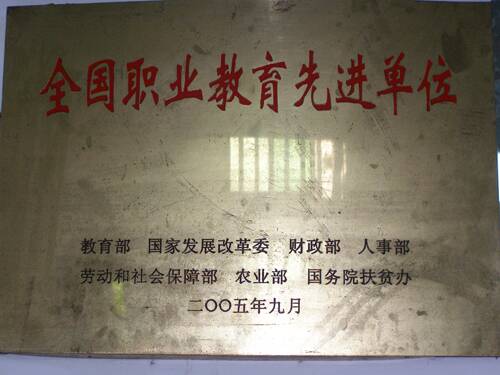 全国职业教育先进单位
教育部 国家发展改革委 财政部 人事部
劳动和社会保障部 农业部 国务院扶贫办
二〇〇五年九月